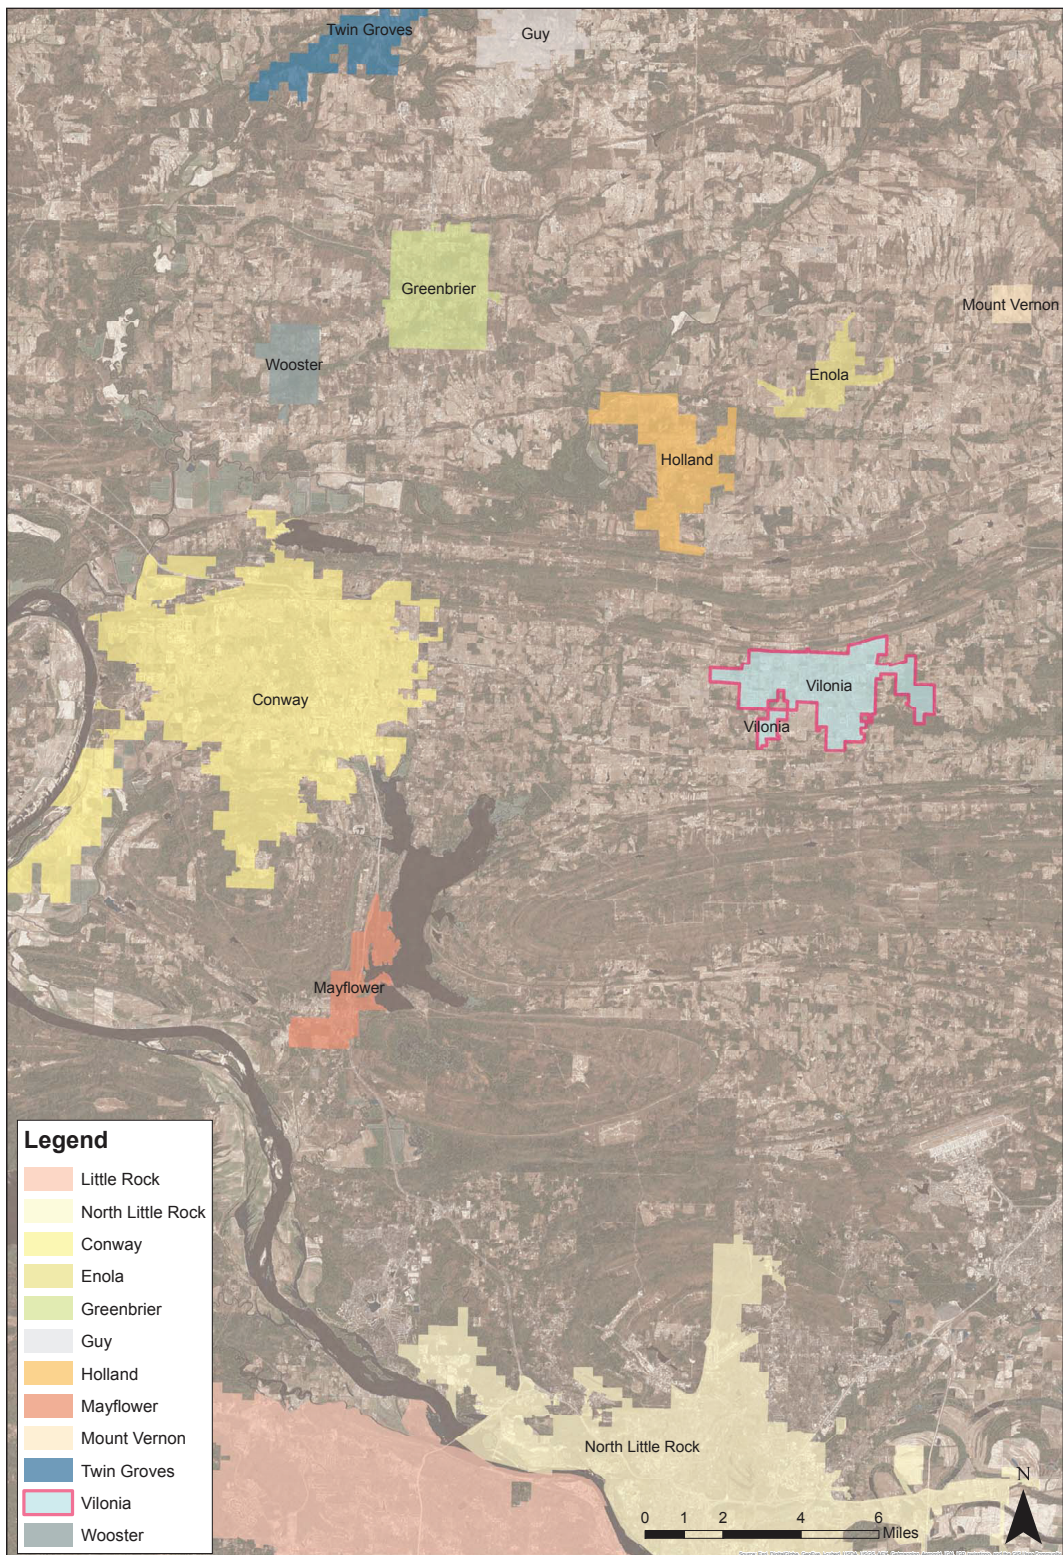 Twin Groves
Guy
Greenbrier
Mount Vernon
Wooster
Enola
Holland
Conway
Vilonia
Vilonia
Mayflower
North Little Rock
Legend
Little Rock
North Little Rock
Conway
Enola
Greenbrier
Guy
Holland
Mayflower
Mount Vernon
Twin Groves
Vilonia
Wooster
N
0 1 2 4 6
Miles